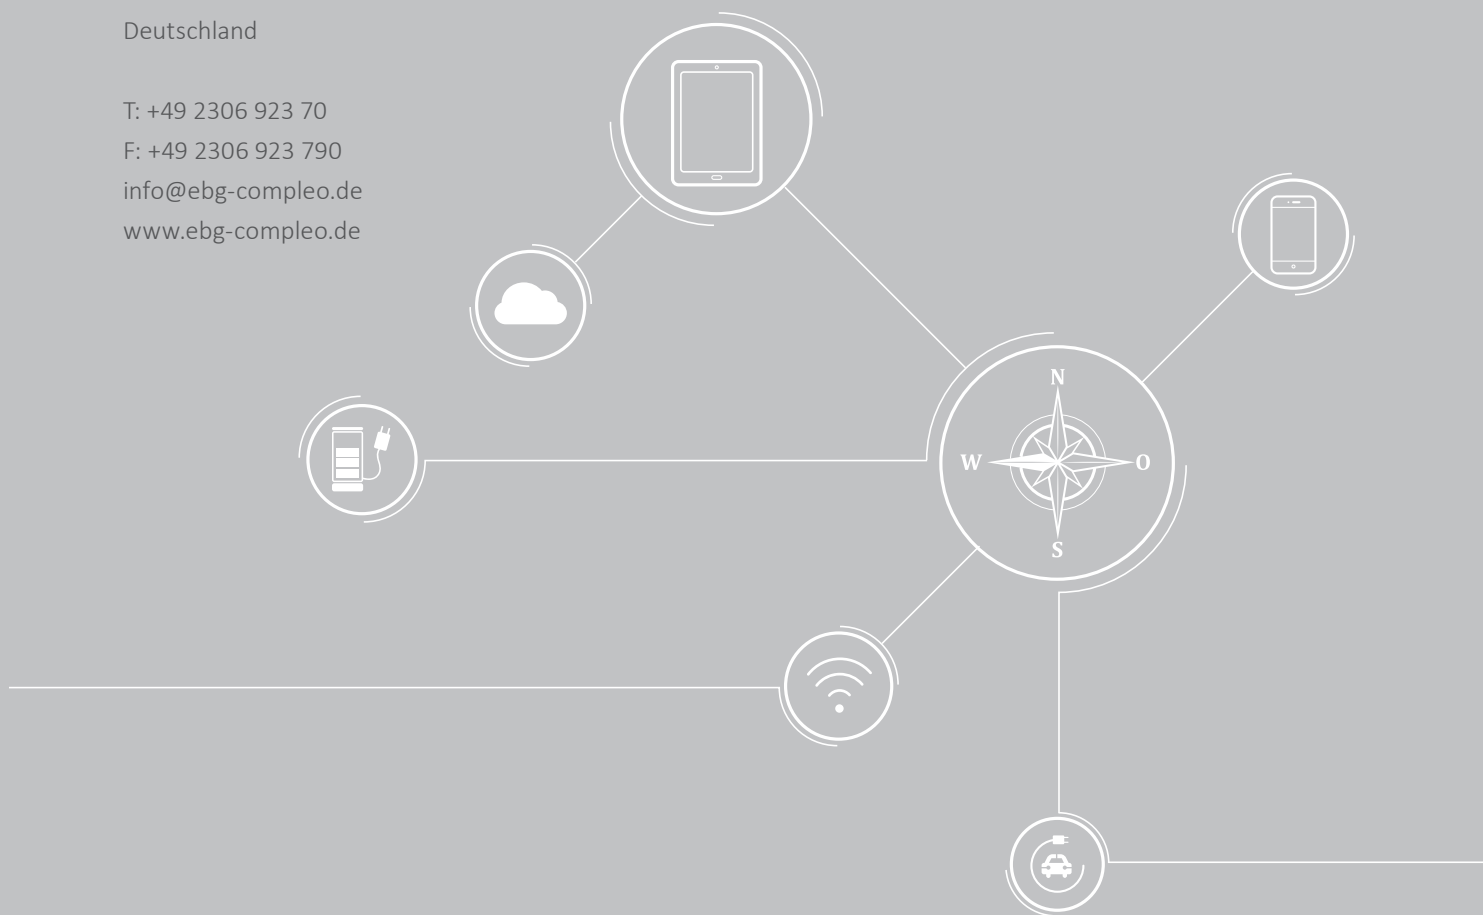 Deutschland
T: +49 2306 923 70
F: +49 2306 923 790
info@ebg-compleo.de
www.ebg-compleo.de
N
W
O
S